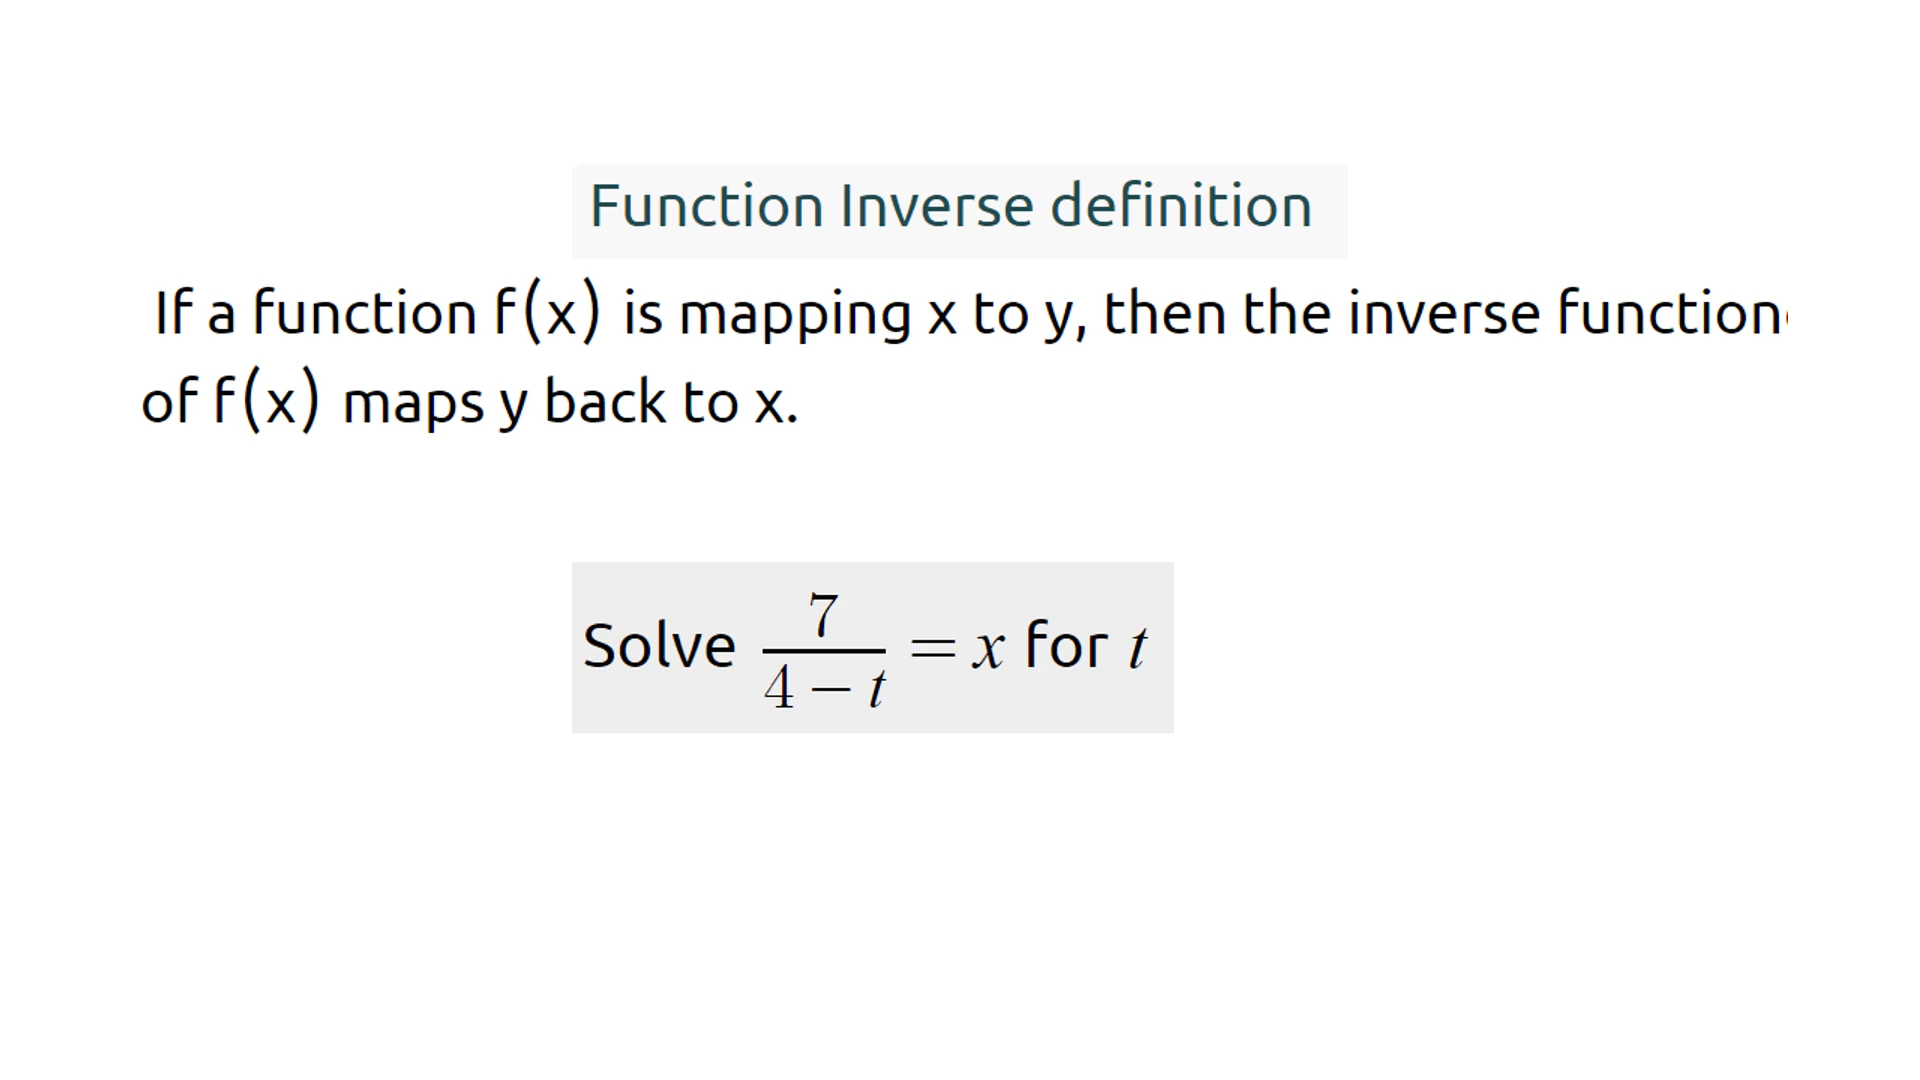 Function Inverse definition
If a function f(x) is mapping x to y, then the inverse function
of f(x) maps y back to x.
Solve \frac{7}{4 - t} = x for t